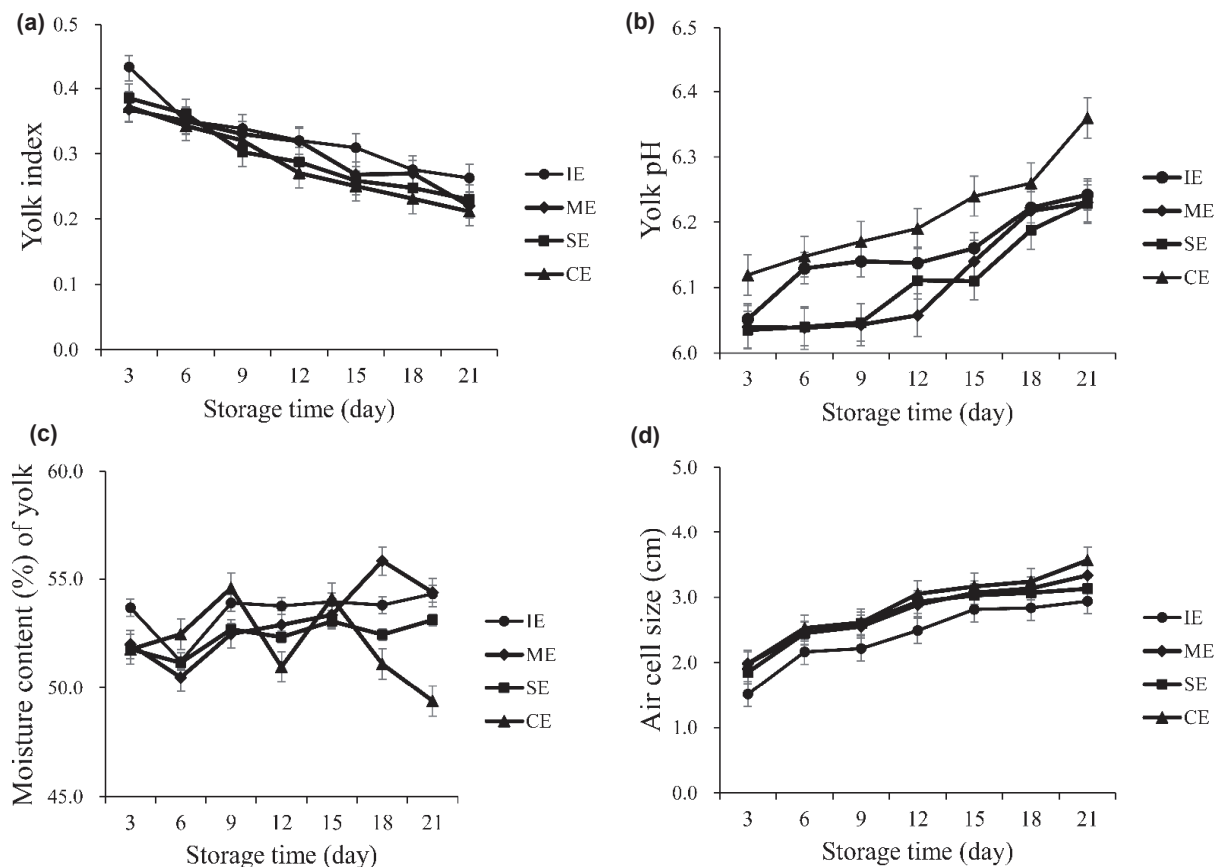 (a)
Yolk index
0.5
0.4
0.3
0.2
0.1
0.0
3 6 9 12 15 18 21
Storage time (day)
IE
ME
SE
CE
(b)
Yolk pH
6.5
6.4
6.3
6.2
6.1
6.0
3 6 9 12 15 18 21
Storage time (day)
IE
ME
SE
CE
(c)
Moisture content (%) of yolk
60.0
55.0
50.0
45.0
3 6 9 12 15 18 21
Storage time (day)
IE
ME
SE
CE
(d)
Air cell size (cm)
5.0
4.0
3.0
2.0
1.0
0.0
3 6 9 12 15 18 21
Storage time (day)
IE
ME
SE
CE